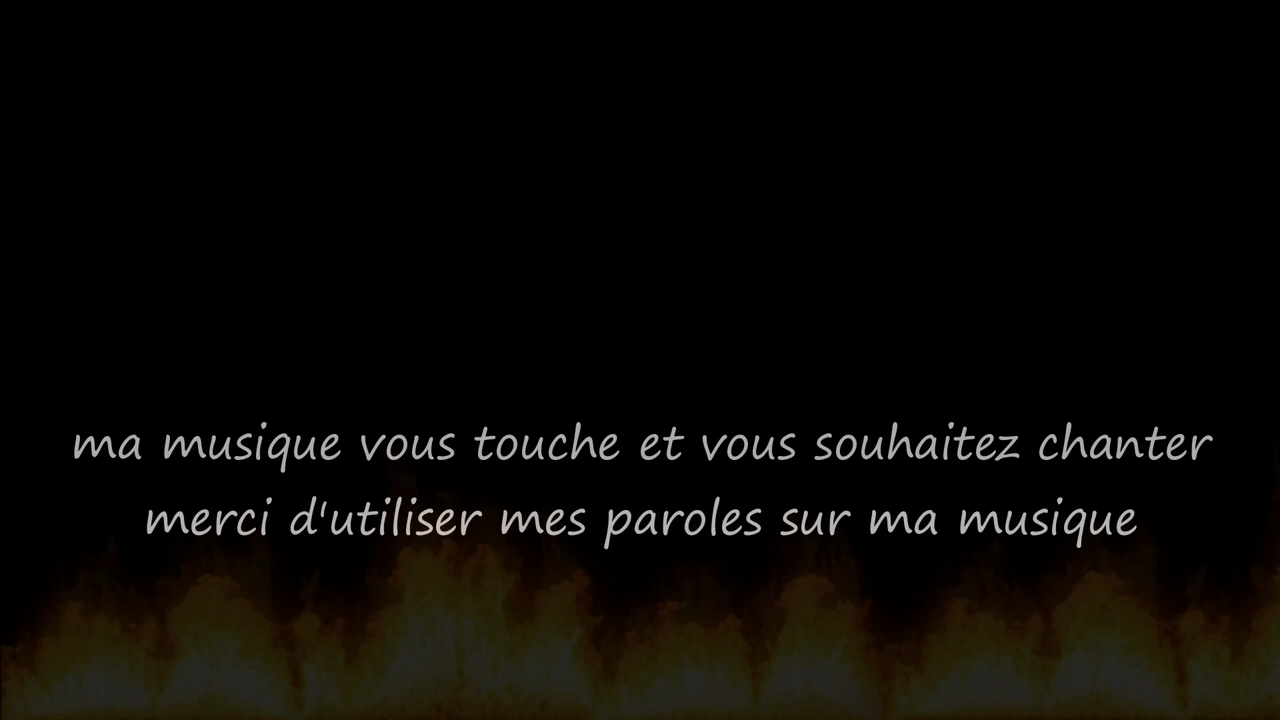 ma musique vous touche et vous souhaitez chanter
merci d'utiliser mes paroles sur ma musique